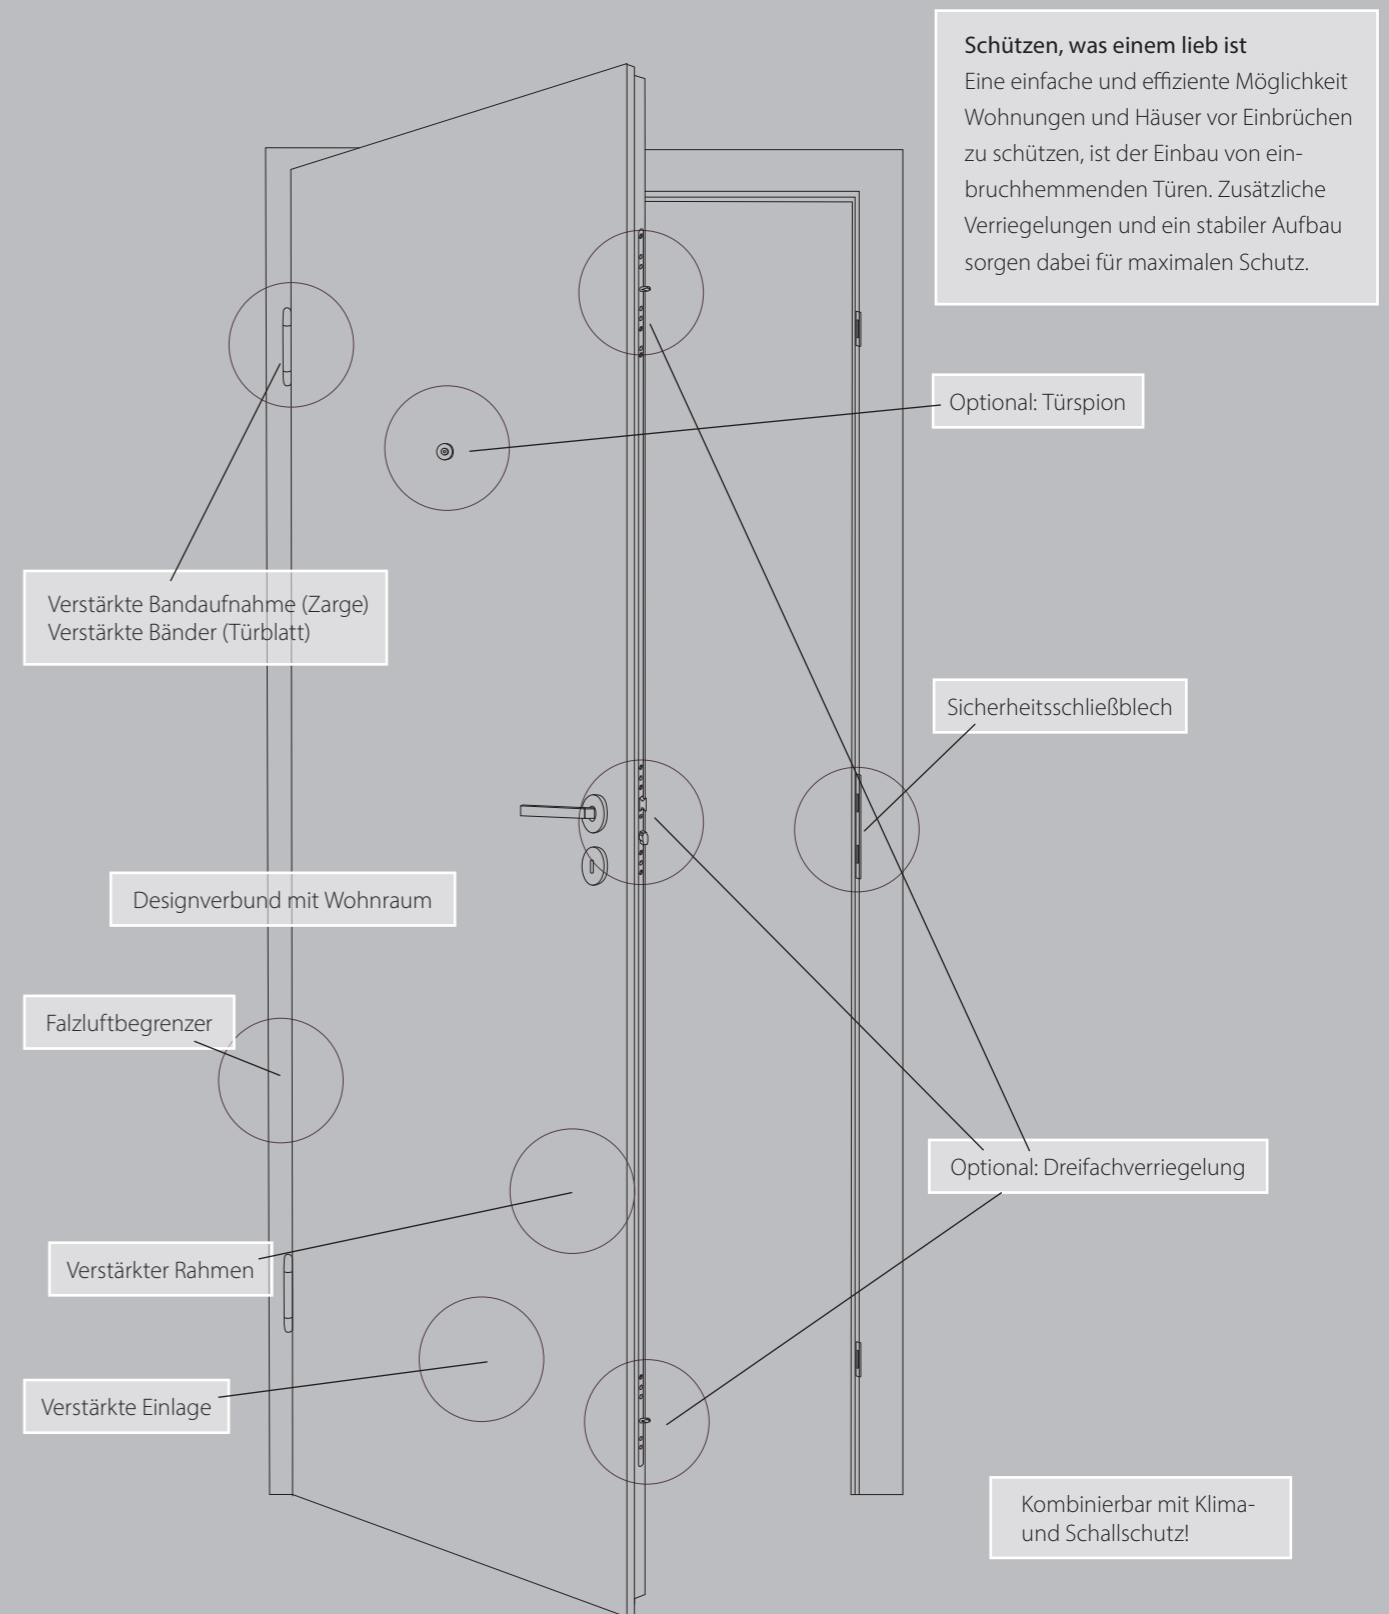 Schützen, was einem lieb ist
Eine einfache und effiziente Möglichkeit
Wohnungen und Häuser vor Einbrüchen
zu schützen, ist der Einbau von ein-
bruchhemmenden Türen. Zusätzliche
Verriegelungen und ein stabiler Aufbau
sorgen dabei für maximalen Schutz.
Optional: Türspion
Verstärkte Bandaufnahme (Zarge)
Verstärkte Bänder (Türblatt)
Sicherheitsschließblech
Designverbund mit Wohnraum
Falzluftbegrenzer
Optional: Dreifachverriegelung
Verstärkter Rahmen
Verstärkte Einlage
Kombinierbar mit Klima-
und Schallschutz!